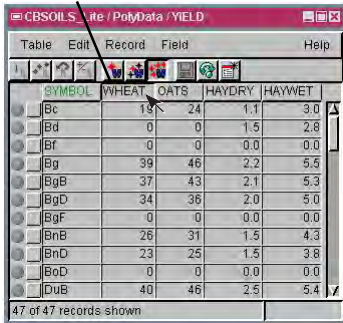 CBSOILS_Lite / PolyData / YIELD
Table Edit Record Field Help
SYMBOL WHEAT OATS HAYDRY HAYWET
Bc 19 24 1.1 3.0
Bd 0 0 1.5 2.8
Bf 0 0 0.0 0.0
Bg 39 46 2.2 5.5
BgB 37 43 2.1 5.3
BgD 34 36 2.0 5.0
BgF 0 0 0.0 0.0
BnB 26 31 1.5 4.3
BnD 23 25 1.5 3.8
BoD 0 0 0.0 0.0
DuB 40 46 2.5 5.4
47 of 47 records shown